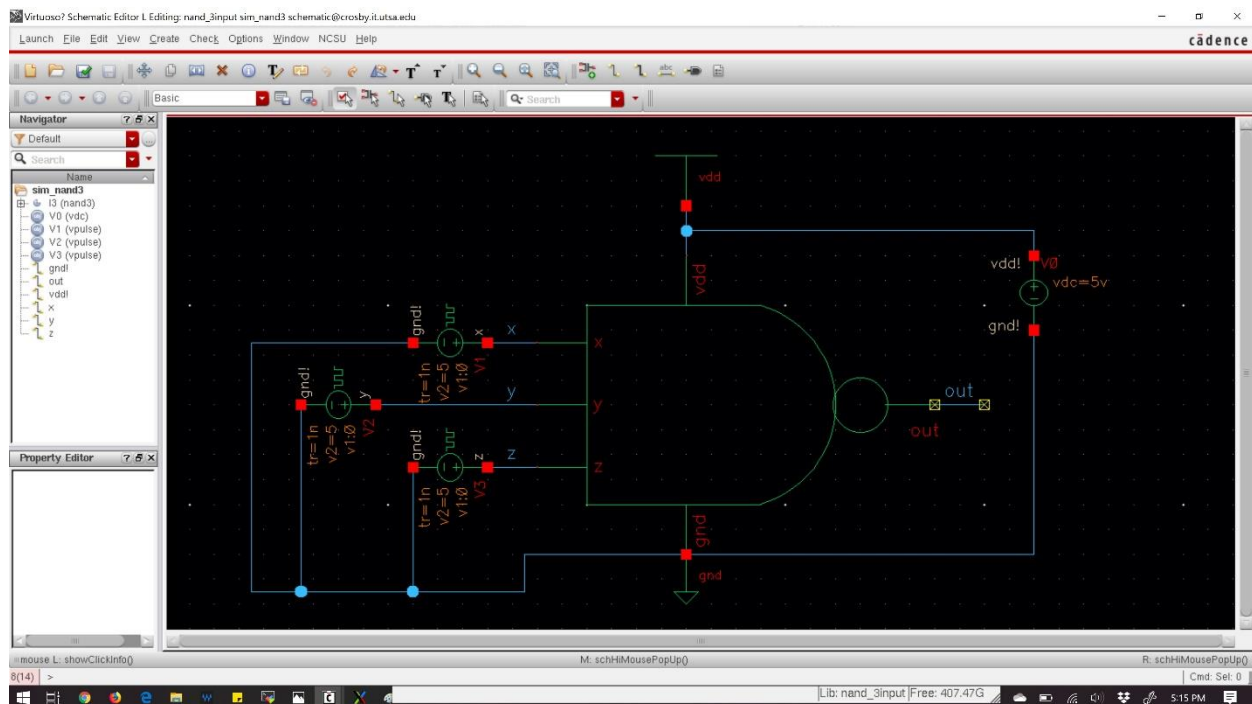 Virtuoso? Schematic Editor L Editing: nand_3input sim_nand3 schematic@crosby.it.utsa.edu
Launch File Edit View Create Check Options Window NCSU Help
cādence
Basic
Search
Navigator
Default
Search
Name
sim_nand3
I3 (nand3)
V0 (vdc)
V1 (vpulse)
V2 (vpulse)
V3 (vpulse)
gnd!
out
vdd!
x
y
z
Property Editor
vdd
vdd
vdd!
V0
vdc=5v
gnd!
gnd!
x
x
x
tr=1n
v2=5
v1:0
V1
gnd!
y
y
y
tr=1n
v2=5
v1:0
V2
gnd!
z
z
z
tr=1n
v2=5
v1:0
V3
out
out
gnd
gnd
mouse L: showClickInfo()
M: schHiMousePopUp()
R: schHiMousePopUp()
8(14) >
Cmd: Sel: 0
Lib: nand_3input Free: 407.47G
5:15 PM